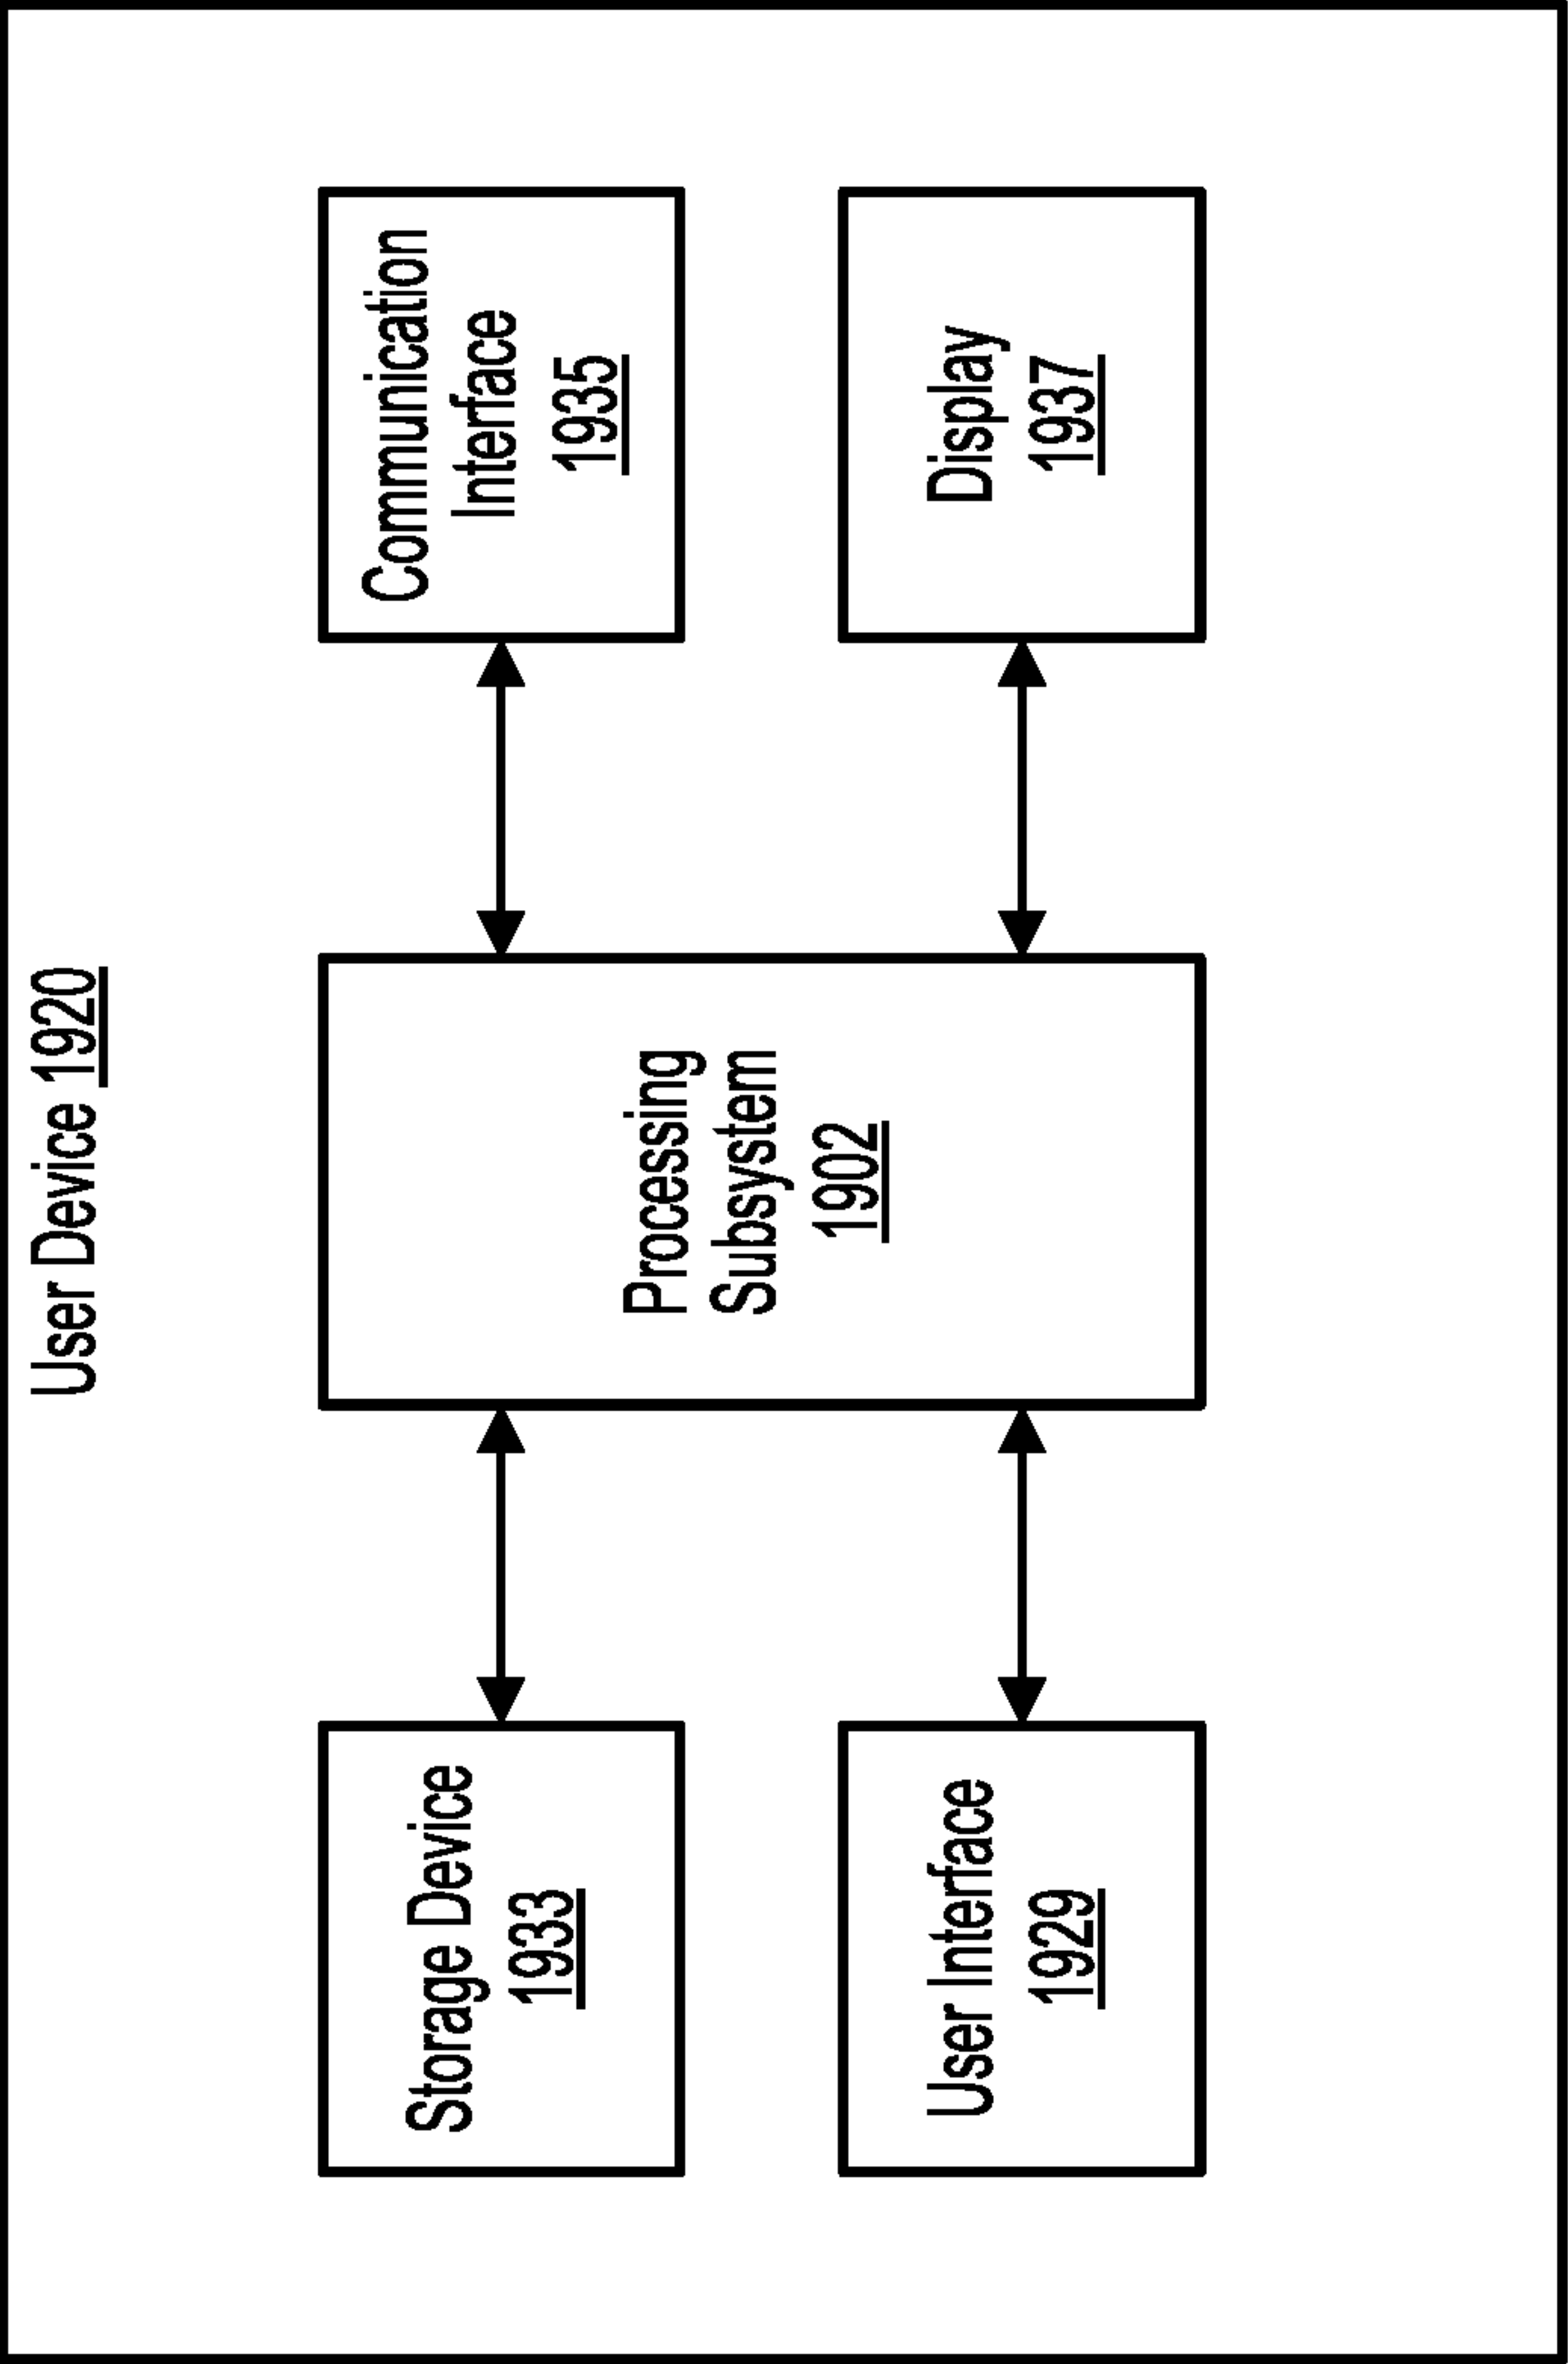 User Device 1920
Storage Device
1933
User Interface
1929
Processing
Subsystem
1902
Communication
Interface
1935
Display
1937